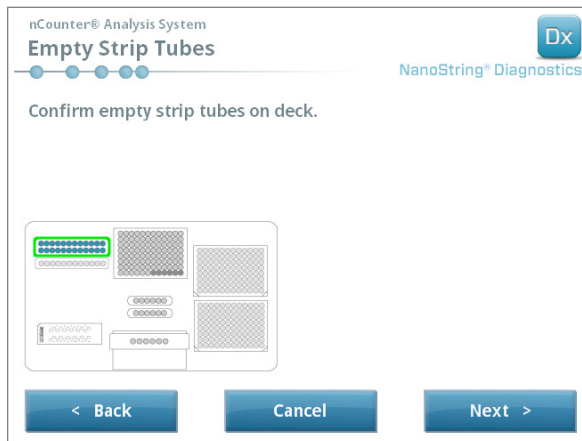 nCounter® Analysis System
Empty Strip Tubes
Dx
NanoString® Diagnostics
Confirm empty strip tubes on deck.
< Back
Cancel
Next >